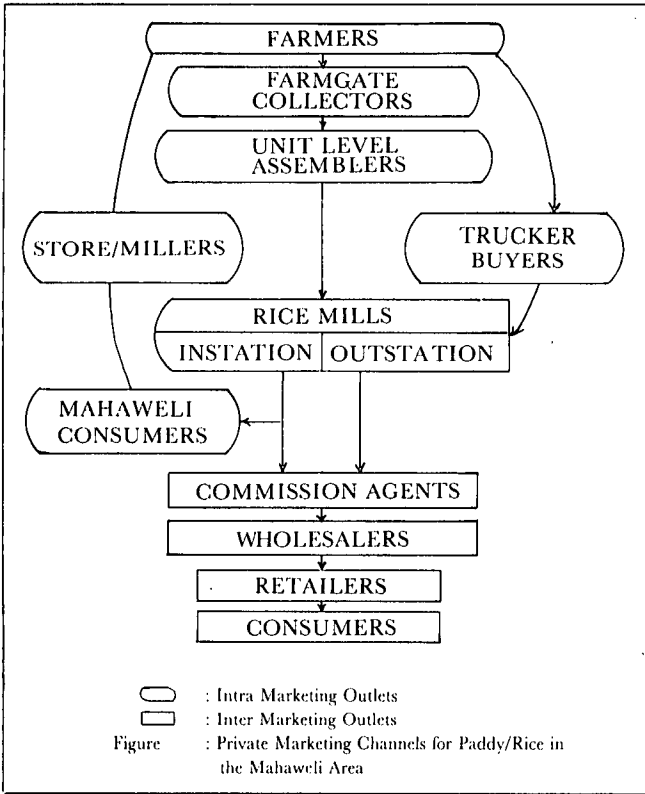 FARMERS
FARMGATE
COLLECTORS
UNIT LEVEL
ASSEMBLERS
STORE/MILLERS
TRUCKER
BUYERS
RICE MILLS
INSTATION
OUTSTATION
MAHAWELI
CONSUMERS
COMMISSION AGENTS
WHOLESALERS
RETAILERS
CONSUMERS
: Intra Marketing Outlets
: Inter Marketing Outlets
Figure : Private Marketing Channels for Paddy/Rice in
the Mahaweli Area